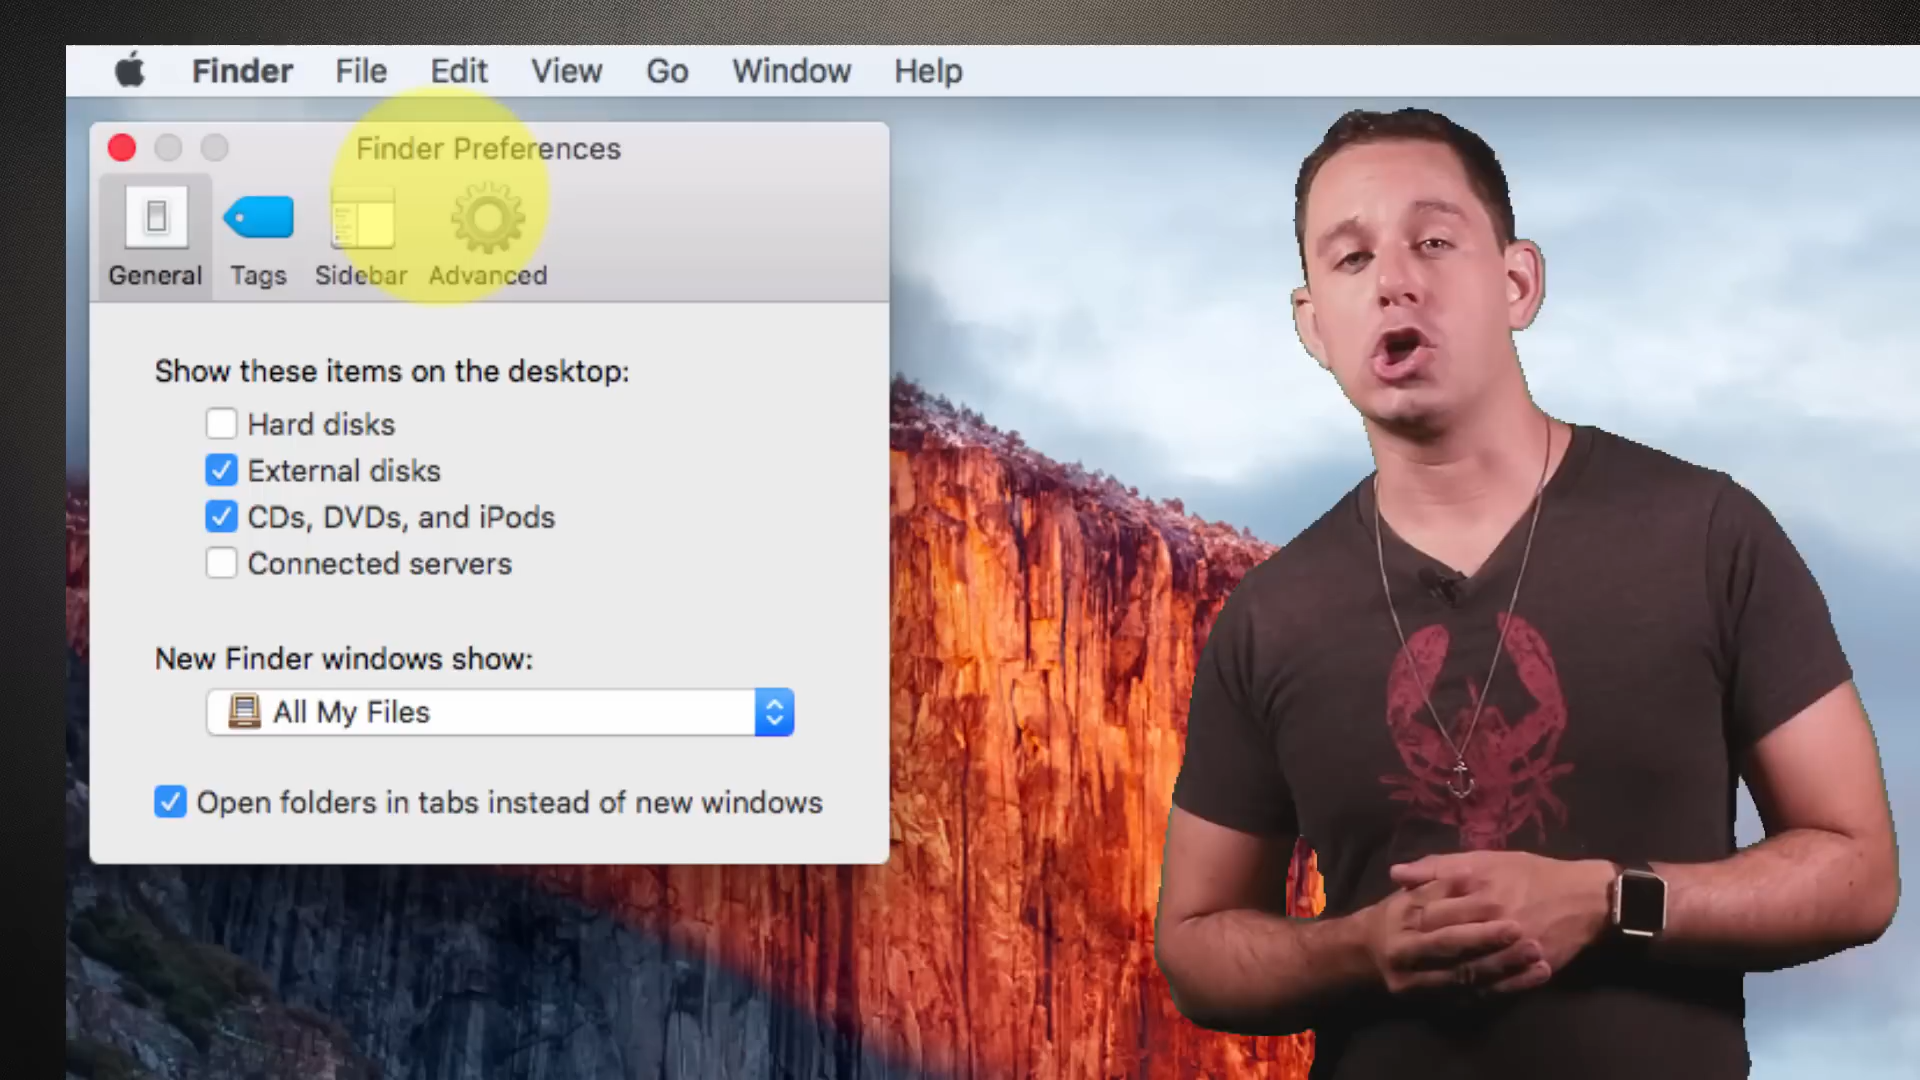 Finder File Edit View Go Window Help
Finder Preferences
General Tags Sidebar Advanced
Show these items on the desktop:
Hard disks
External disks
CDs, DVDs, and iPods
Connected servers
New Finder windows show:
All My Files
Open folders in tabs instead of new windows